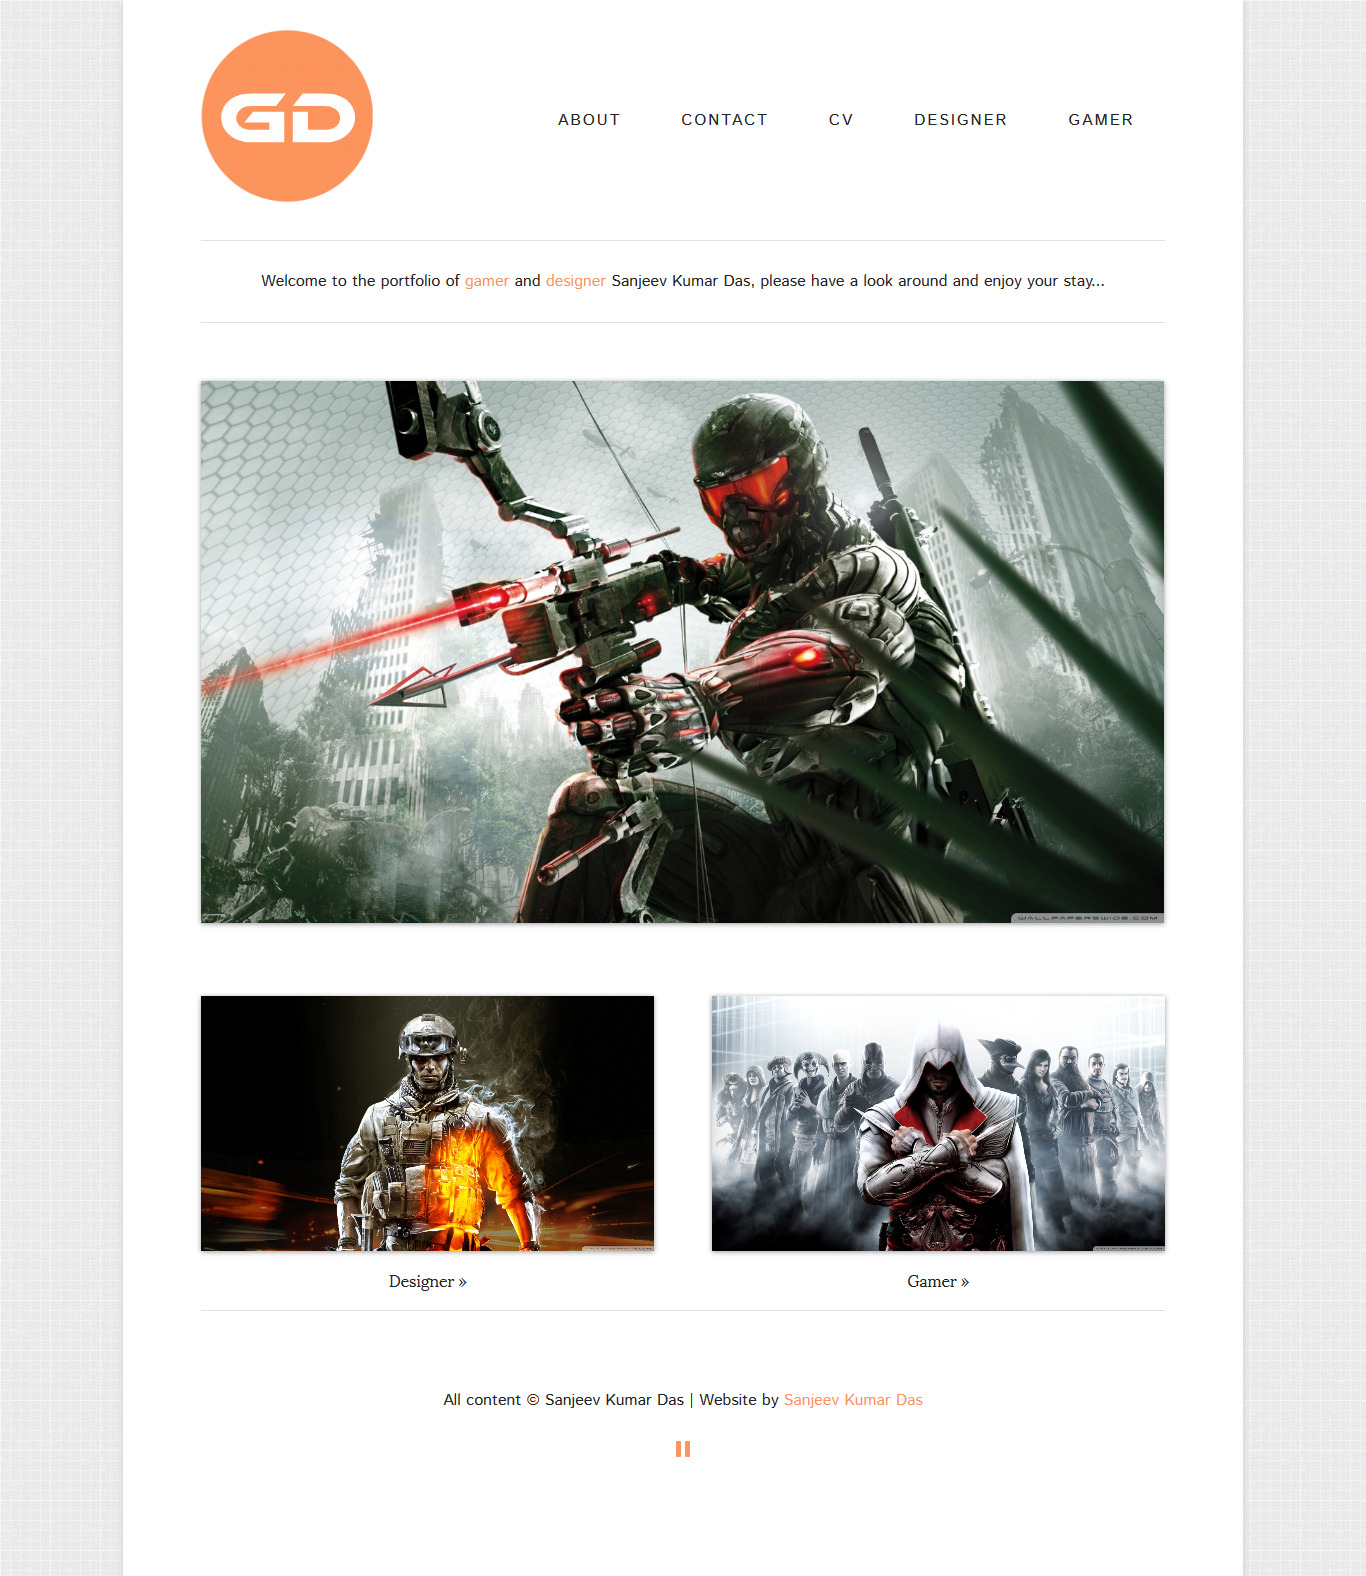 GD
ABOUT CONTACT CV DESIGNER GAMER
Welcome to the portfolio of gamer and designer Sanjeev Kumar Das, please have a look around and enjoy your stay...
WALLPAPERSWIDE.COM
Designer » Gamer »
All content © Sanjeev Kumar Das | Website by Sanjeev Kumar Das